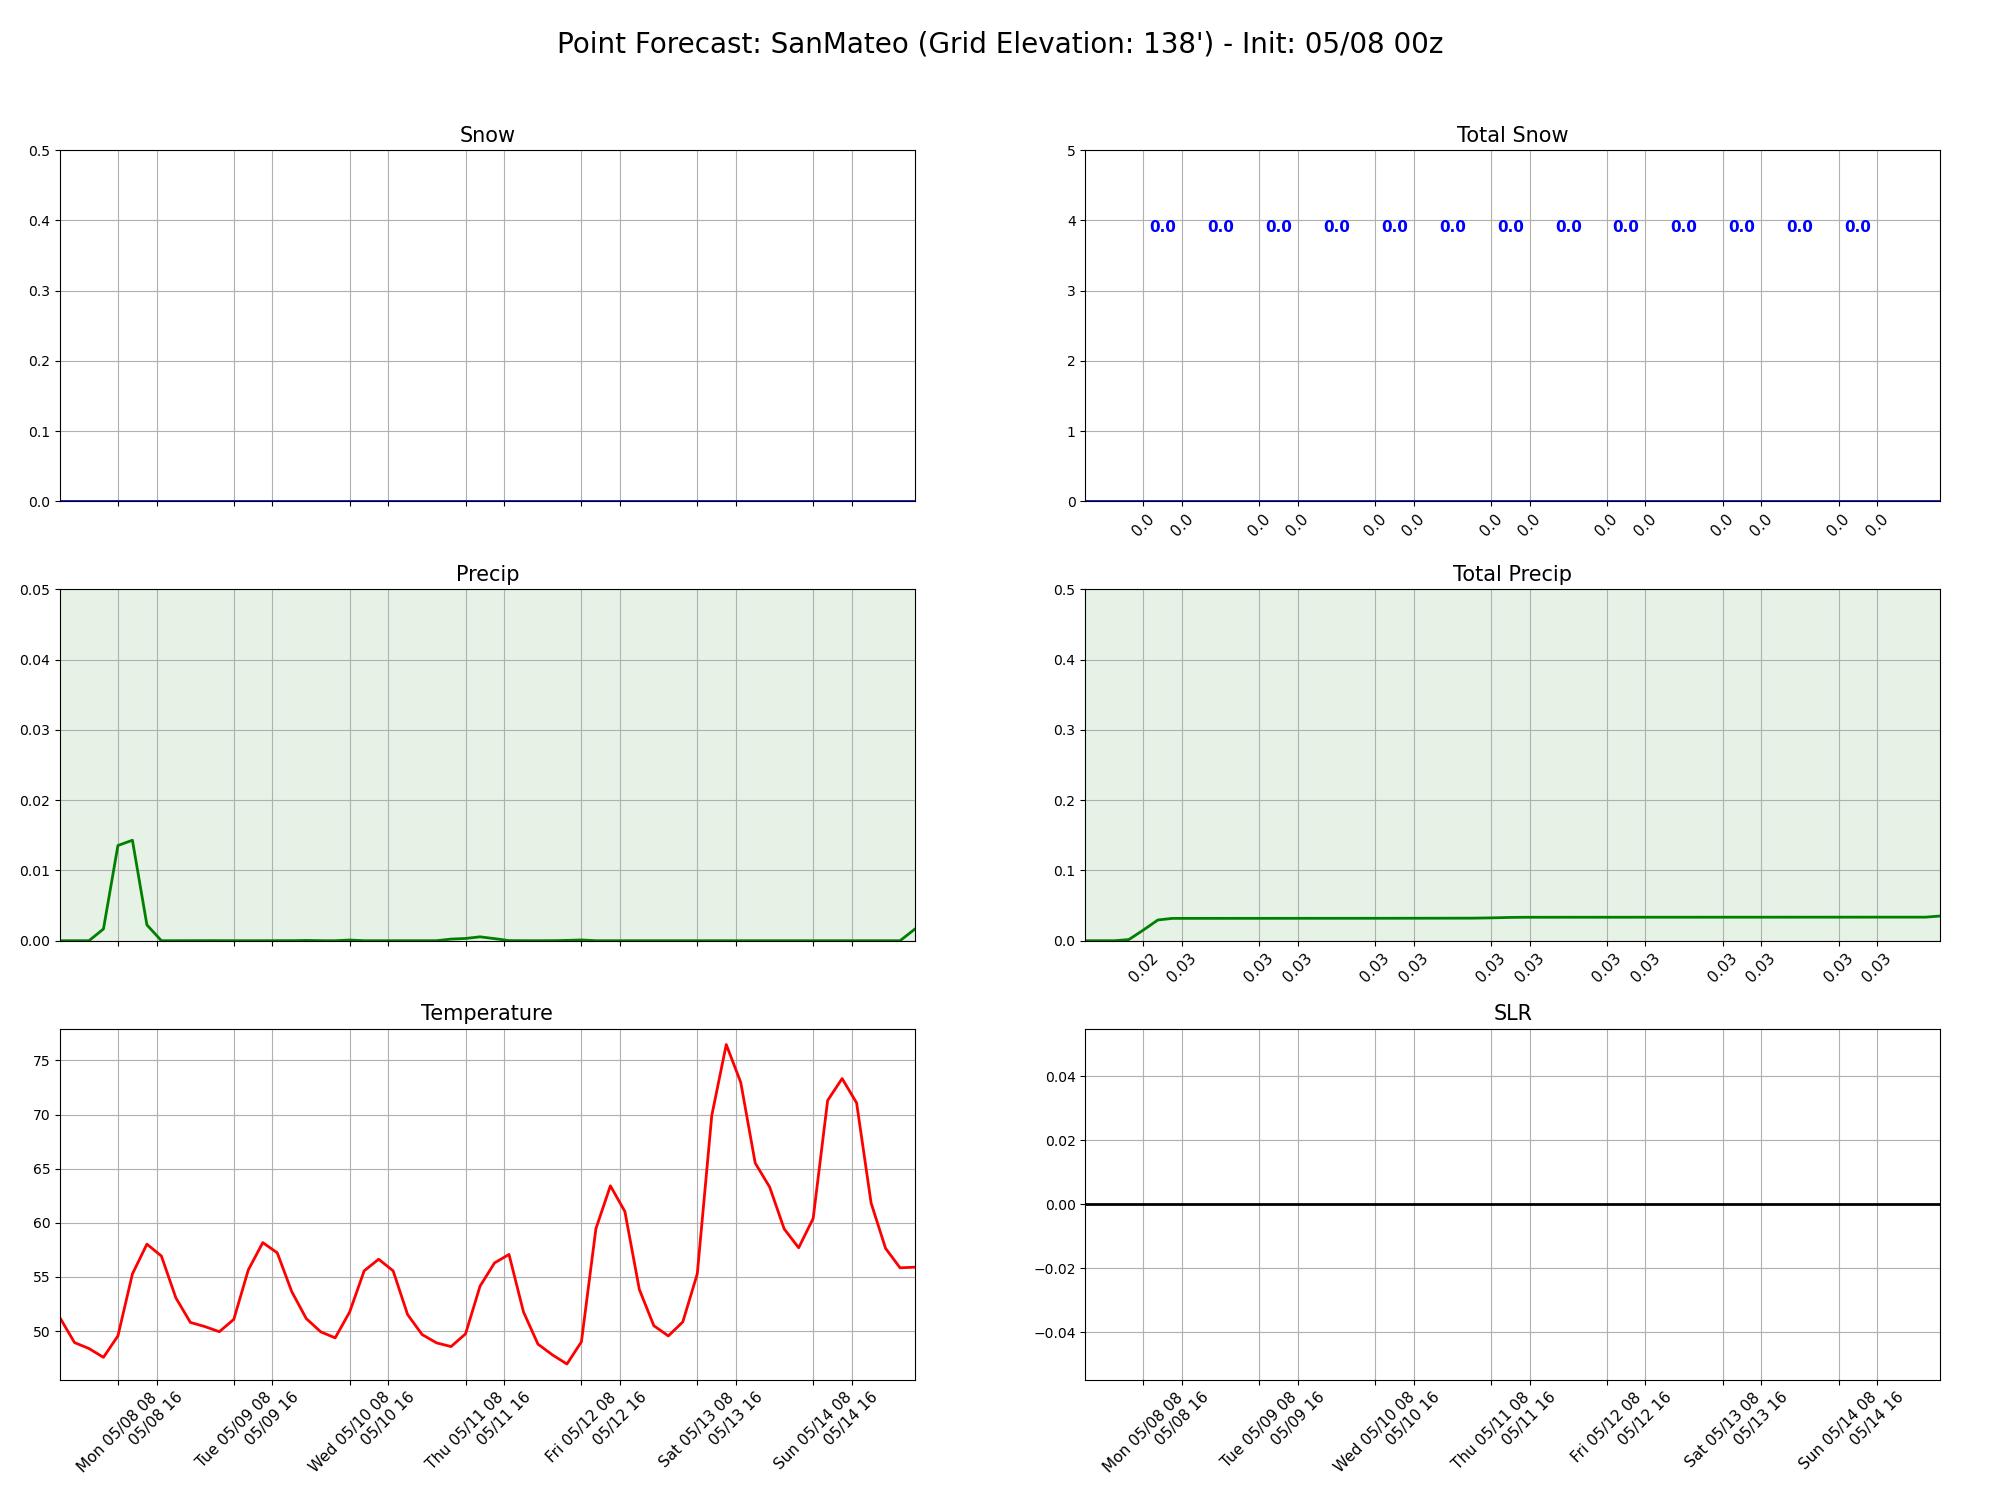 Point Forecast: SanMateo (Grid Elevation: 138') - Init: 05/08 00z
Snow
0.5
0.4
0.3
0.2
0.1
0.0
Total Snow
5
4
3
2
1
0
0.0 0.0 0.0 0.0 0.0 0.0 0.0 0.0 0.0 0.0 0.0 0.0 0.0
0.0 0.0 0.0 0.0 0.0 0.0 0.0 0.0 0.0 0.0 0.0 0.0 0.0 0.0
Precip
0.05
0.04
0.03
0.02
0.01
0.00
Total Precip
0.5
0.4
0.3
0.2
0.1
0.0
0.02 0.03 0.03 0.03 0.03 0.03 0.03 0.03 0.03 0.03 0.03 0.03 0.03 0.03
Temperature
75
70
65
60
55
50
Mon 05/08 08
05/08 16
Tue 05/09 08
05/09 16
Wed 05/10 08
05/10 16
Thu 05/11 08
05/11 16
Fri 05/12 08
05/12 16
Sat 05/13 08
05/13 16
Sun 05/14 08
05/14 16
SLR
0.04
0.02
0.00
−0.02
−0.04
Mon 05/08 08
05/08 16
Tue 05/09 08
05/09 16
Wed 05/10 08
05/10 16
Thu 05/11 08
05/11 16
Fri 05/12 08
05/12 16
Sat 05/13 08
05/13 16
Sun 05/14 08
05/14 16